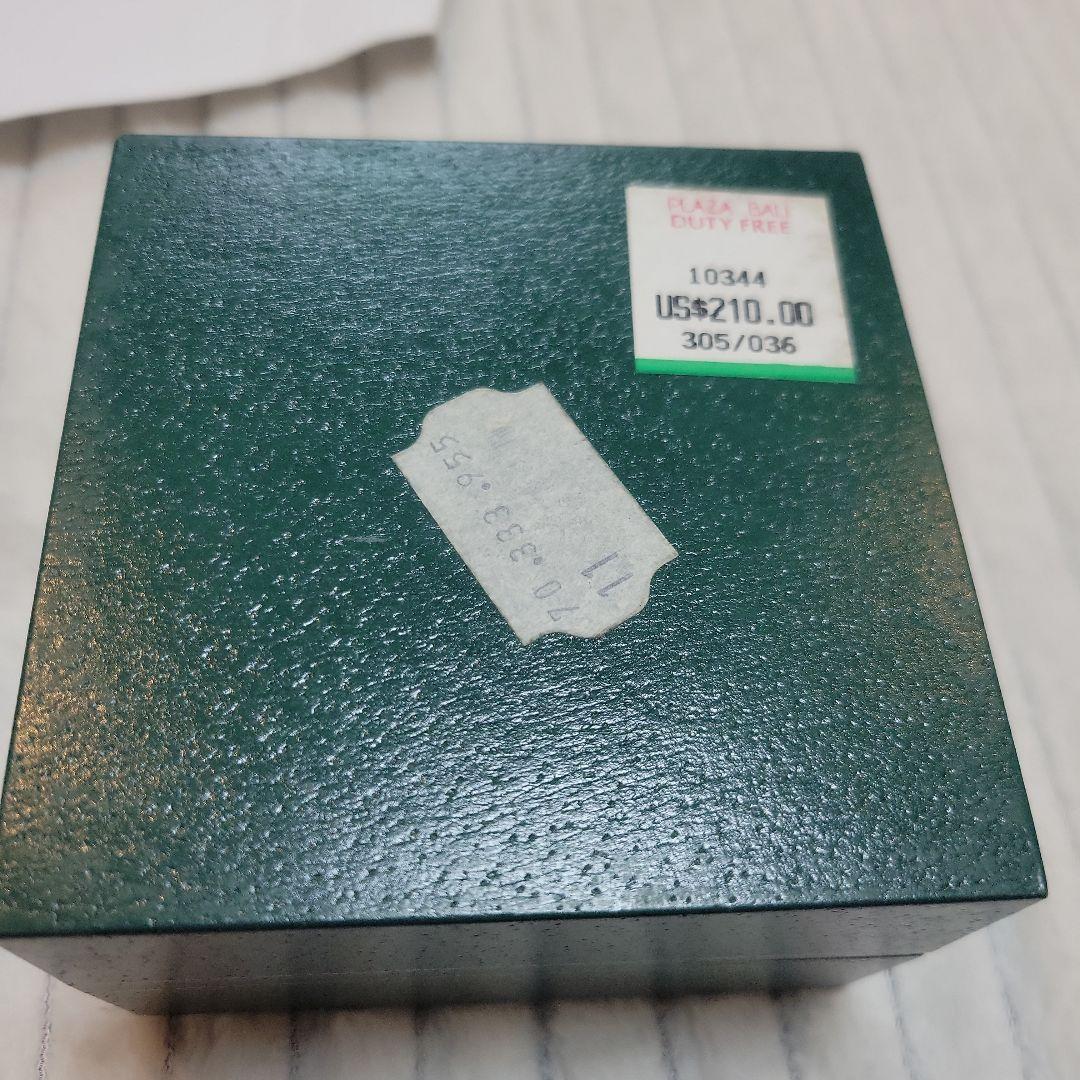 PLAZA BALI
DUTY FREE
10344
US$210.00
305/036
11
70.333.955